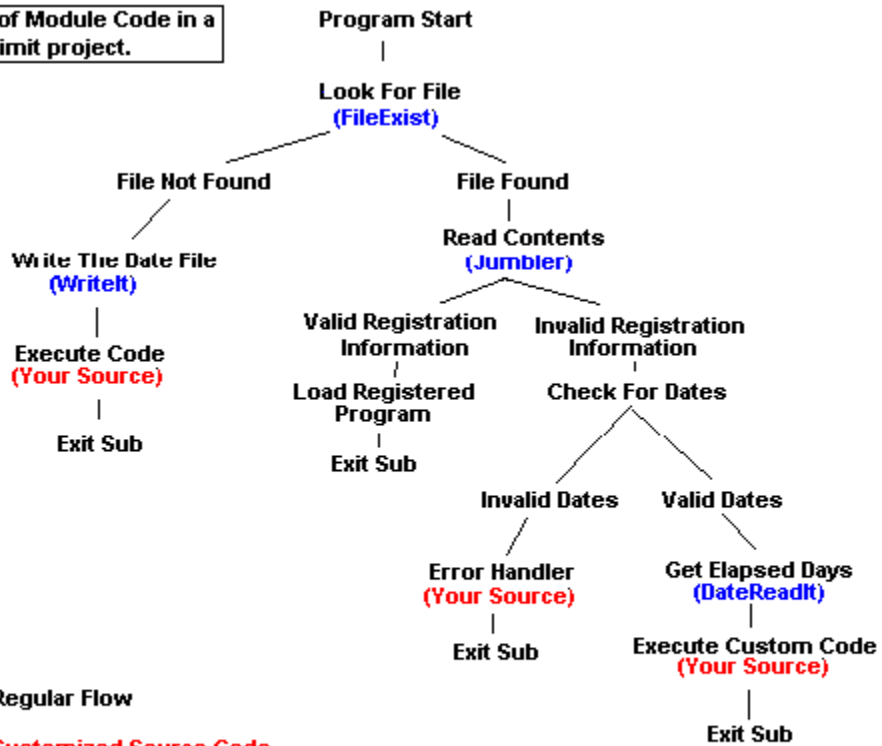 of Module Code in a
imit project.
Program Start
Look For File
(FileExist)
File Not Found
File Found
Write The Date File
(WriteIt)
Read Contents
(Jumbler)
Execute Code
(Your Source)
Exit Sub
Valid Registration
Information
Invalid Registration
Information
Load Registered
Program
Exit Sub
Check For Dates
Invalid Dates
Valid Dates
Error Handler
(Your Source)
Exit Sub
Get Elapsed Days
(DateReadIt)
Execute Custom Code
(Your Source)
Exit Sub
Regular Flow
Customized Source Code